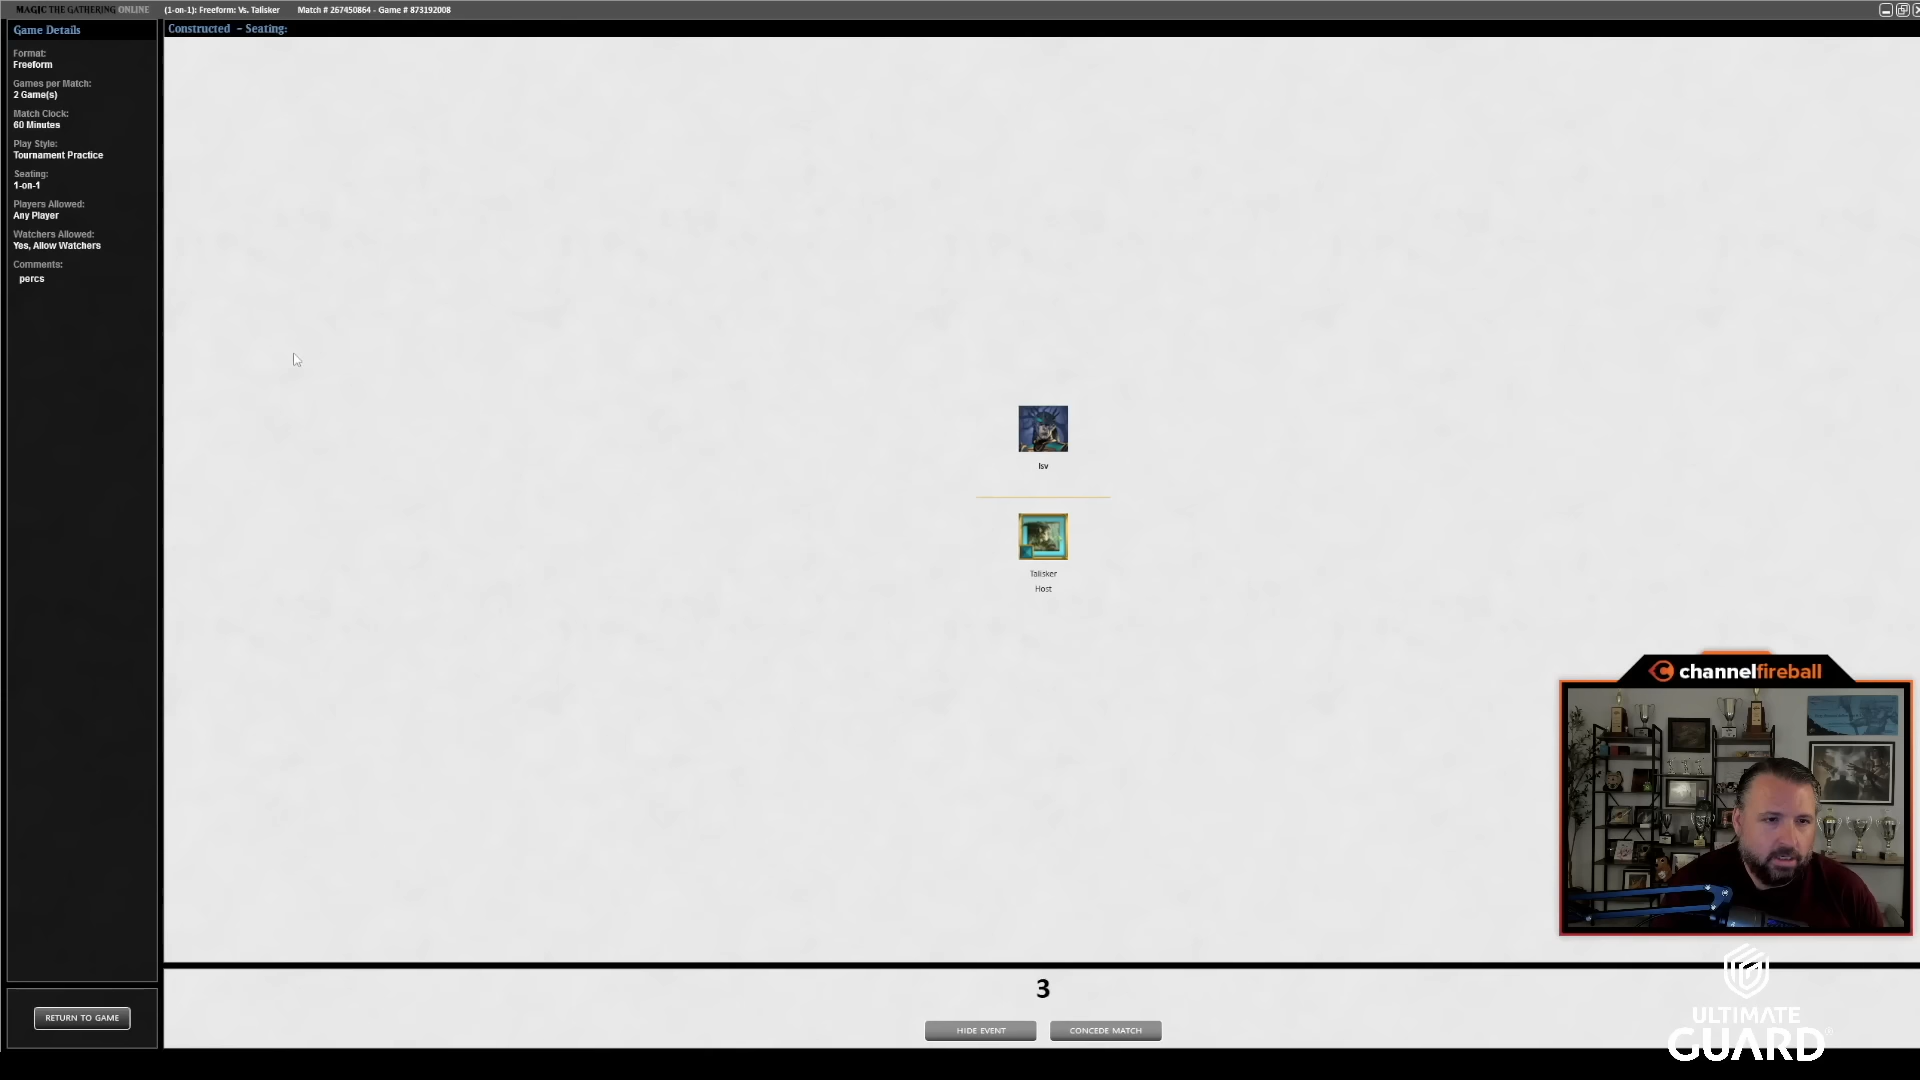 MAGIC THE GATHERING ONLINE
(1-on-1): Freeform: Vs. Talisker
Match # 267450864 - Game # 873192008
Game Details
Constructed - Seating:
Format:
Freeform
Games per Match:
2 Game(s)
Match Clock:
60 Minutes
Play Style:
Tournament Practice
Seating:
1-on-1
Players Allowed:
Any Player
Watchers Allowed:
Yes, Allow Watchers
Comments:
percs
lsv
Talisker
Host
channelfireball
3
RETURN TO GAME
HIDE EVENT
CONCEDE MATCH
ULTIMATE
GUARD®